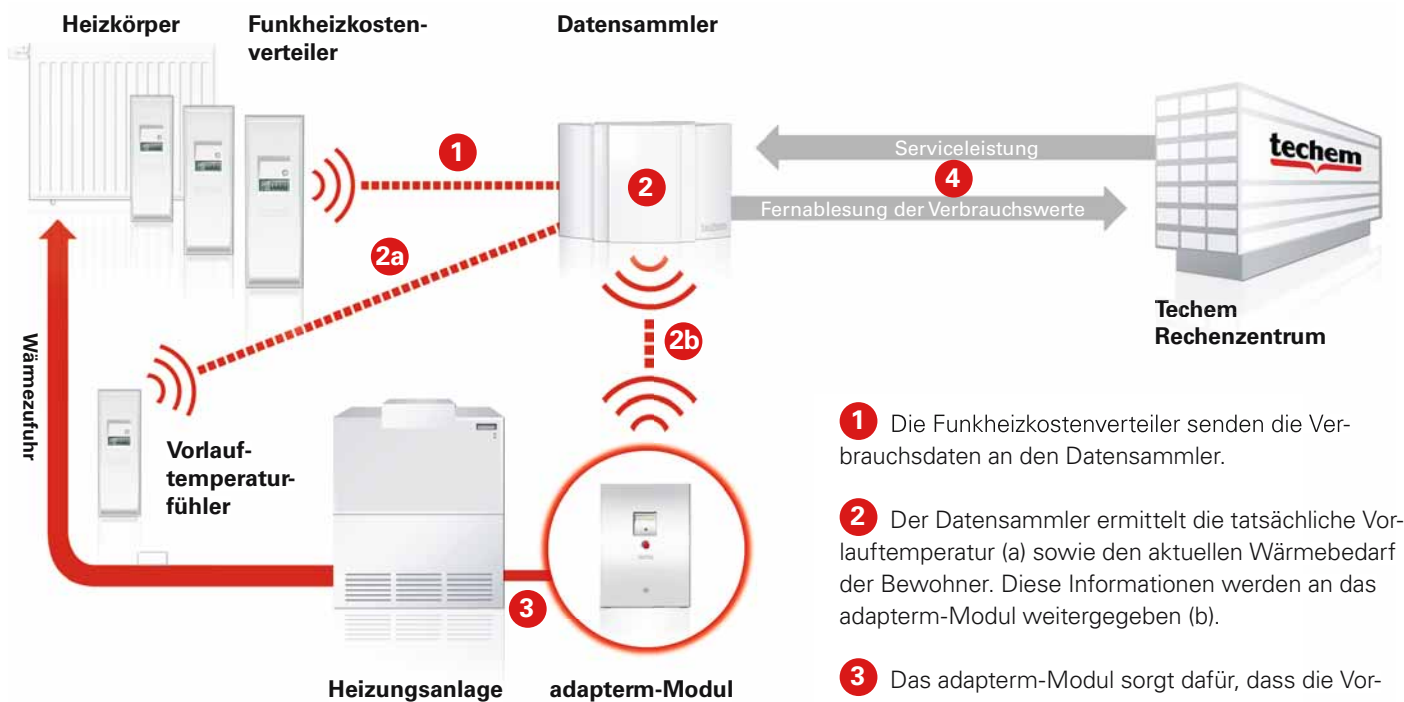 Heizkörper
Funkheizkosten-
verteiler
Datensammler
1
2
Serviceleistung
4
Fernablesung der Verbrauchswerte
techem
techem
2a
Techem
Rechenzentrum
2b
Wärmezufuhr
Vorlauf-
temperatur-
fühler
3
Heizungsanlage
adapterm-Modul
1 Die Funkheizkostenverteiler senden die Ver-
brauchsdaten an den Datensammler.
2 Der Datensammler ermittelt die tatsächliche Vor-
lauftemperatur (a) sowie den aktuellen Wärmebedarf
der Bewohner. Diese Informationen werden an das
adapterm-Modul weitergegeben (b).
3 Das adapterm-Modul sorgt dafür, dass die Vor-